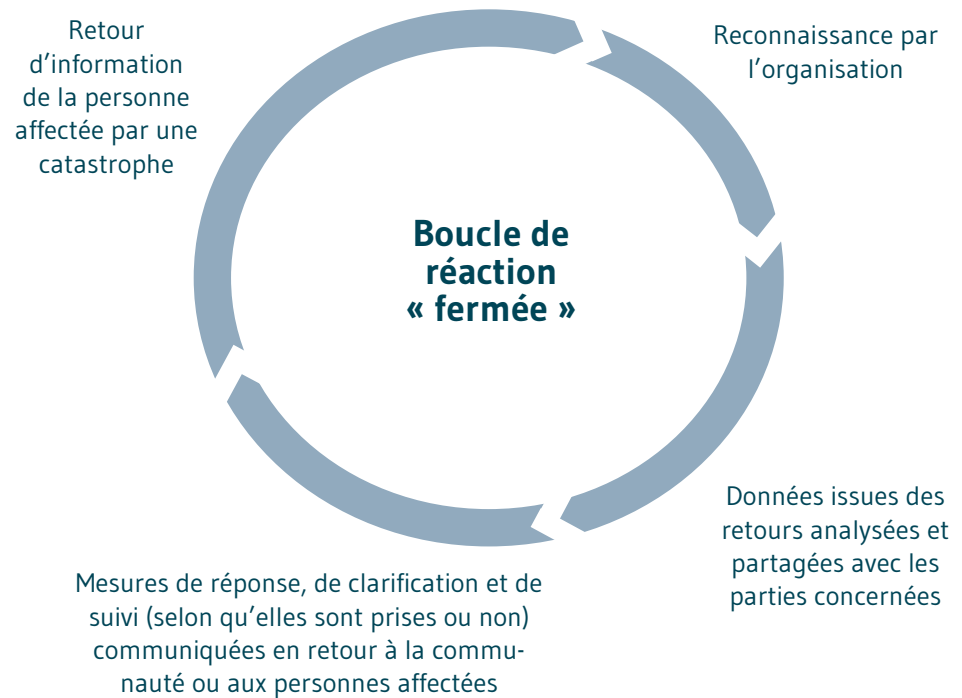 Retour
d’information
de la personne
affectée par une
catastrophe
Reconnaissance par
l’organisation
Boucle de
réaction
« fermée »
Données issues des
retours analysées et
partagées avec les
parties concernées
Mesures de réponse, de clarification et de
suivi (selon qu’elles sont prises ou non)
communiquées en retour à la commu-
nauté ou aux personnes affectées